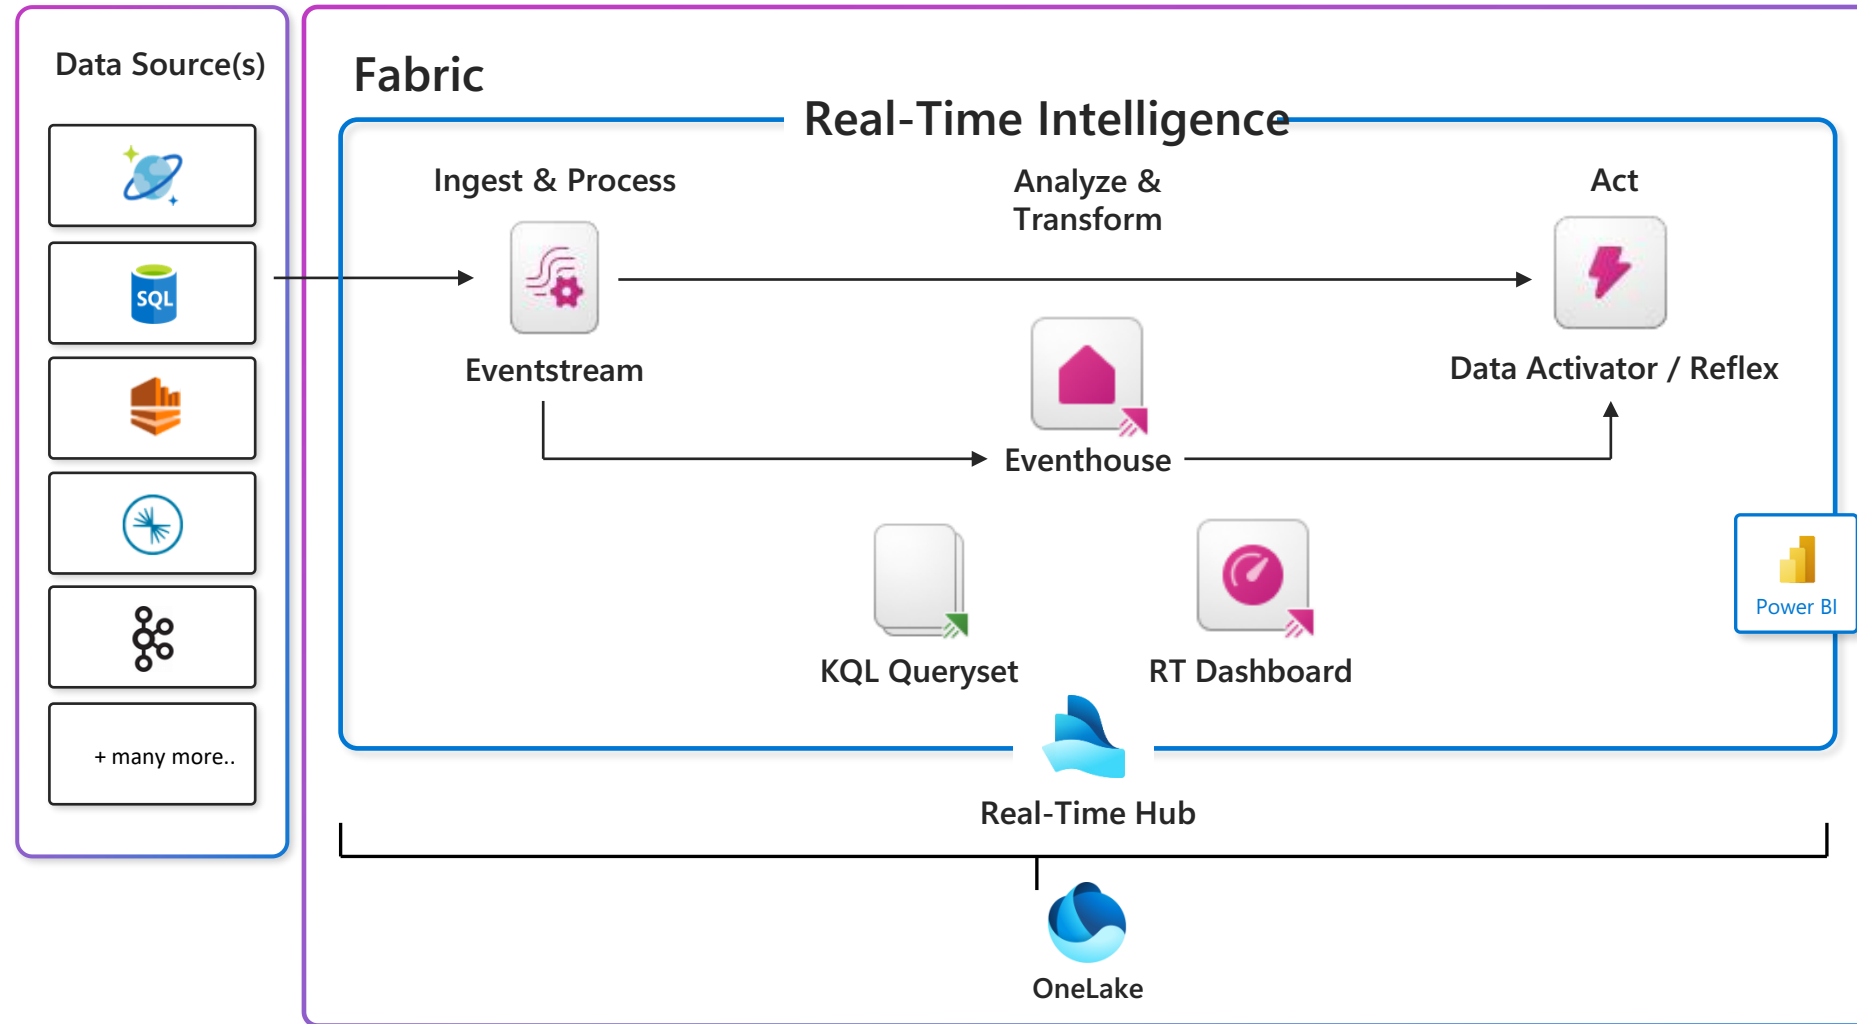 Data Source(s)
SQL
+ many more..
Fabric
Real-Time Intelligence
Ingest & Process
Eventstream
Analyze &
Transform
Eventhouse
Act
Data Activator / Reflex
KQL Queryset
RT Dashboard
Power BI
Real-Time Hub
OneLake